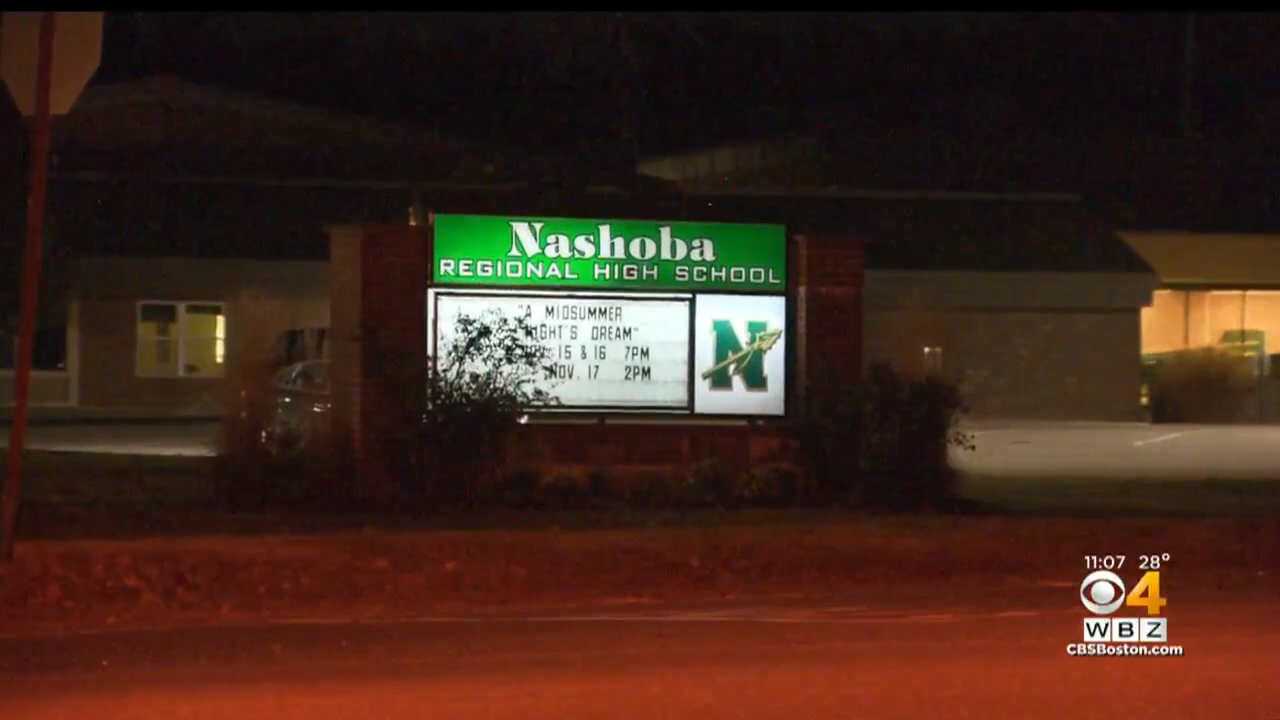 Nashoba
REGIONAL HIGH SCHOOL
"A MIDSUMMER
DREAM"
15 & 16 7PM
NOV. 17 2PM
N
11:07 28°
4
WBZ
CBSBoston.com